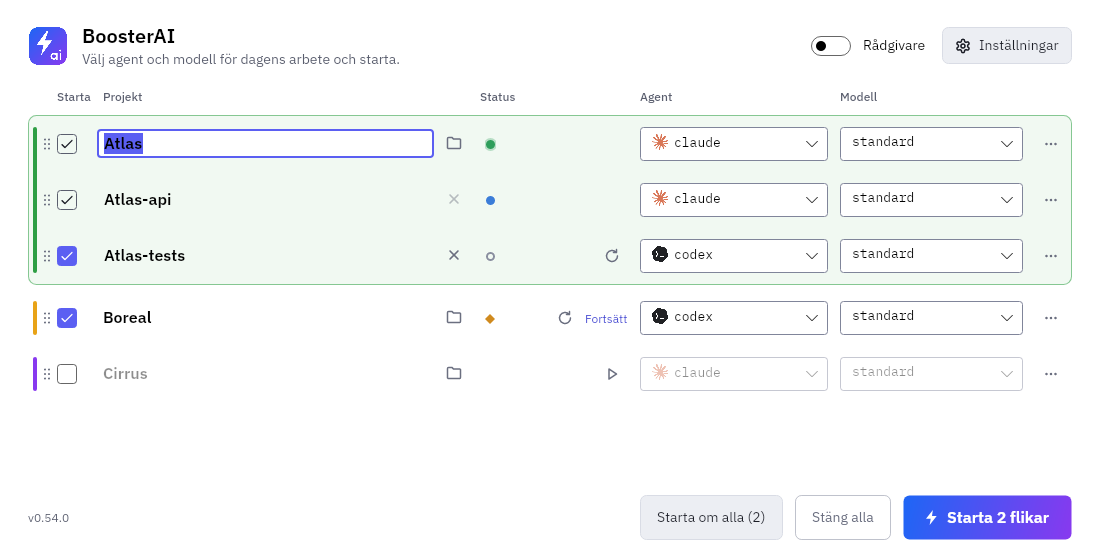 ai
BoosterAI
Välj agent och modell för dagens arbete och starta.
Rådgivare
Inställningar
Starta Projekt Status Agent Modell
Atlas claude standard
Atlas-api claude standard
Atlas-tests codex standard
Boreal Fortsätt codex standard
Cirrus claude standard
v0.54.0
Starta om alla (2)
Stäng alla
Starta 2 flikar